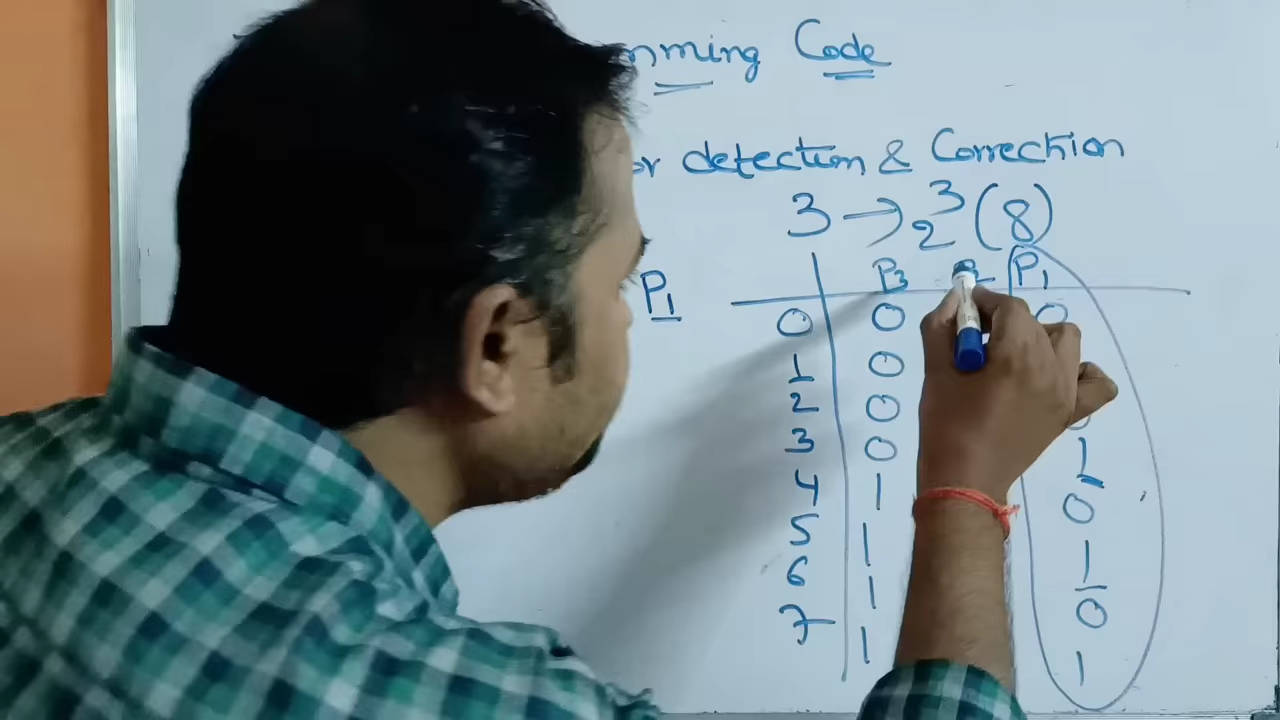 Code
detection & Correction
3 → 2³ (8)
P3 P1
P1
0 0 0
1 0
2 0
3 0 1
4 1 0
5 1 1
6 1 0
7 1 1